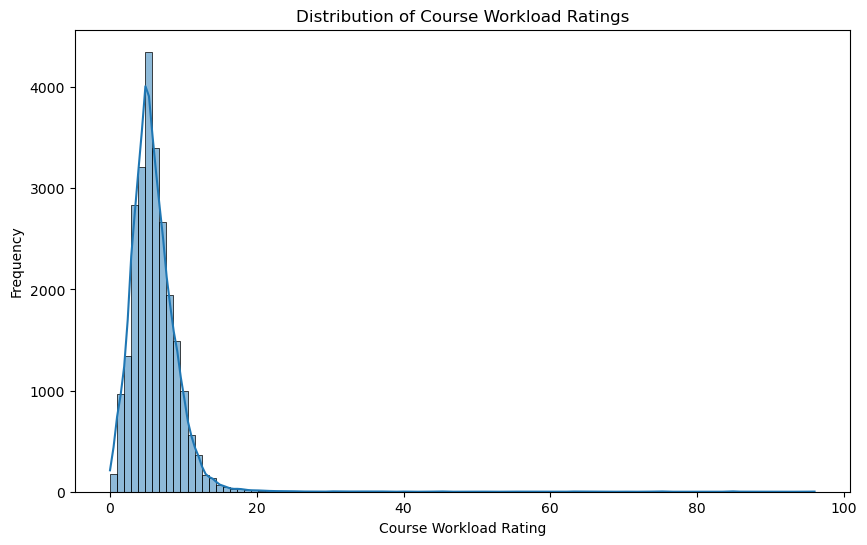 Distribution of Course Workload Ratings
4000
3000
2000
1000
0
Frequency
0 20 40 60 80 100
Course Workload Rating